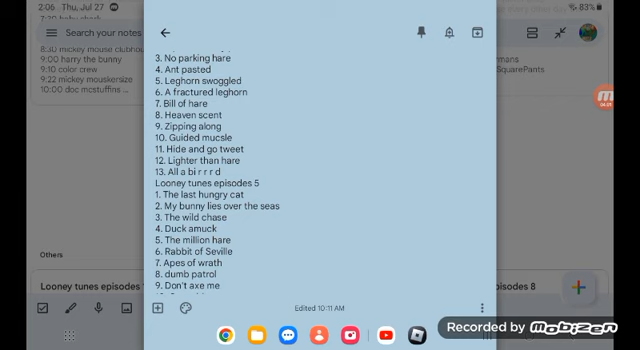 2:06 Thu, Jul 27
83%
Search your notes
8:30 mickey mouse clubhou
9:00 harry the bunny
9:10 color crew
9:22 mickey mouskersize
10:00 doc mcstuffins ...
3. No parking hare
4. Ant pasted
5. Leghorn swoggled
6. A fractured leghorn
7. Bill of hare
8. Heaven scent
9. Zipping along
10. Guided mucsle
11. Hide and go tweet
12. Lighter than hare
13. All a bi r r r d
Looney tunes episodes 5
1. The last hungry cat
2. My bunny lies over the seas
3. The wild chase
4. Duck amuck
5. The million hare
6. Rabbit of Seville
7. Apes of wrath
8. dumb patrol
9. Don't axe me
rmans
SquarePants
Others
Looney tunes episodes
pisodes 8
Edited 10:11 AM
Recorded by Mobizen